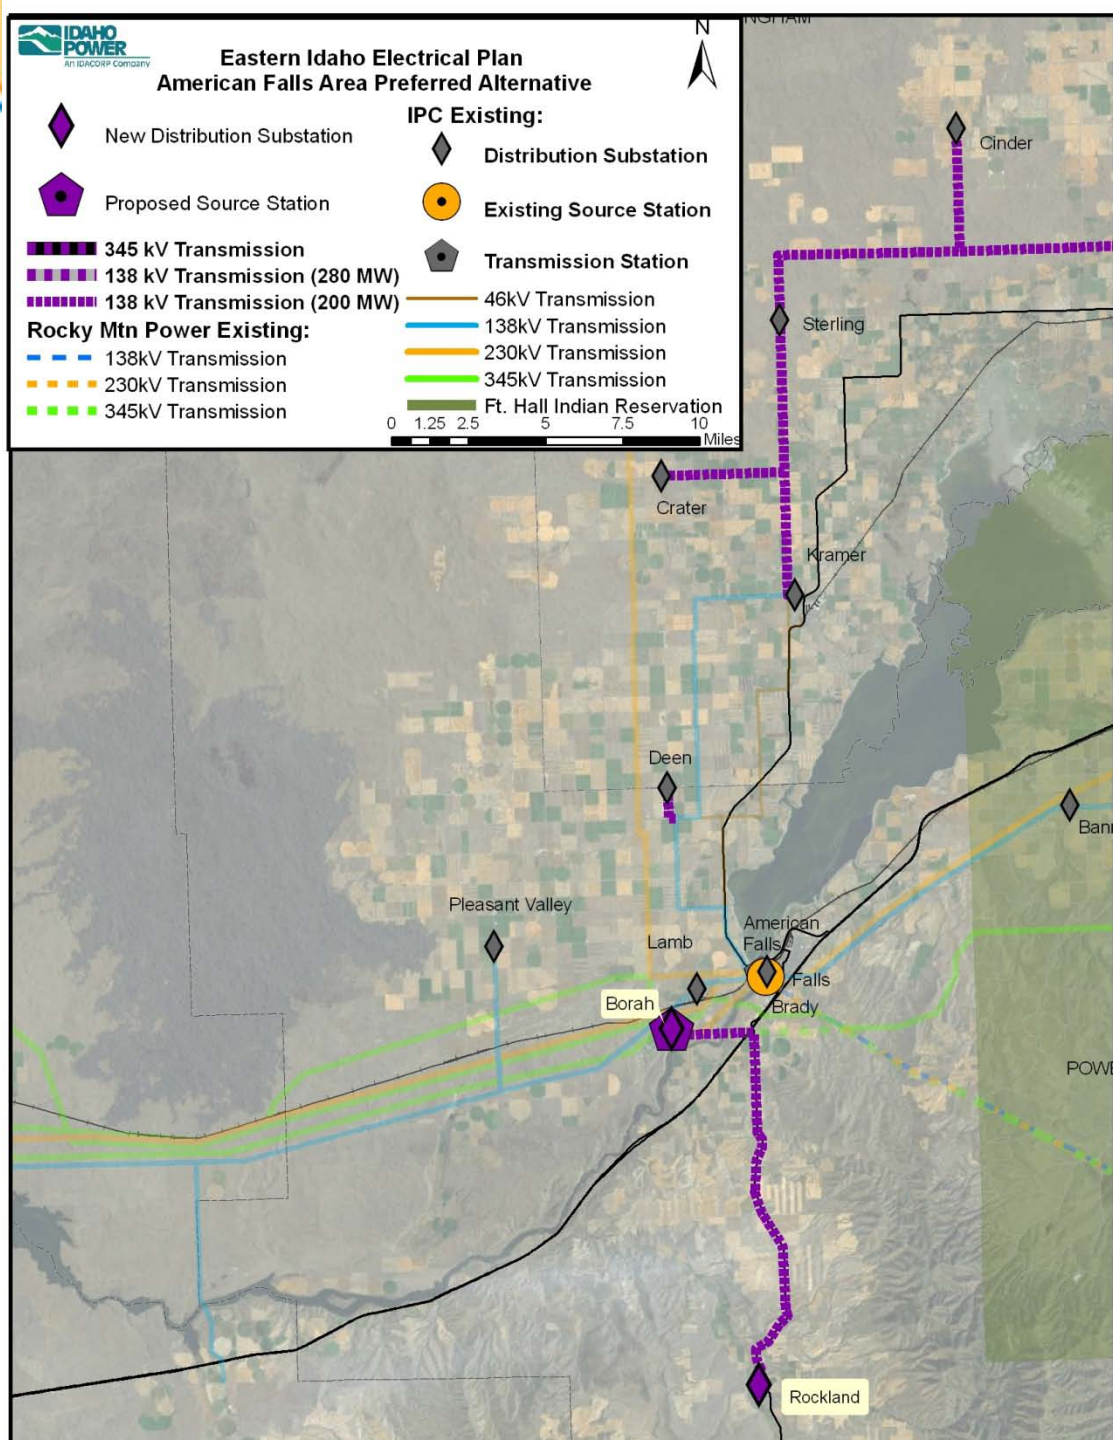 IDAHO
POWER
An IDACORP Company
Eastern Idaho Electrical Plan
American Falls Area Preferred Alternative
N
New Distribution Substation
Proposed Source Station
345 kV Transmission
138 kV Transmission (280 MW)
138 kV Transmission (200 MW)
Rocky Mtn Power Existing:
138kV Transmission
230kV Transmission
345kV Transmission
IPC Existing:
Distribution Substation
Existing Source Station
Transmission Station
46kV Transmission
138kV Transmission
230kV Transmission
345kV Transmission
Ft. Hall Indian Reservation
0 1.25 2.5 5 7.5 10
Miles
NGHAM
Cinder
Sterling
Crater
Kramer
Deen
Bann
Pleasant Valley
Lamb
American
Falls
Falls
Borah
Brady
POWE
Rockland